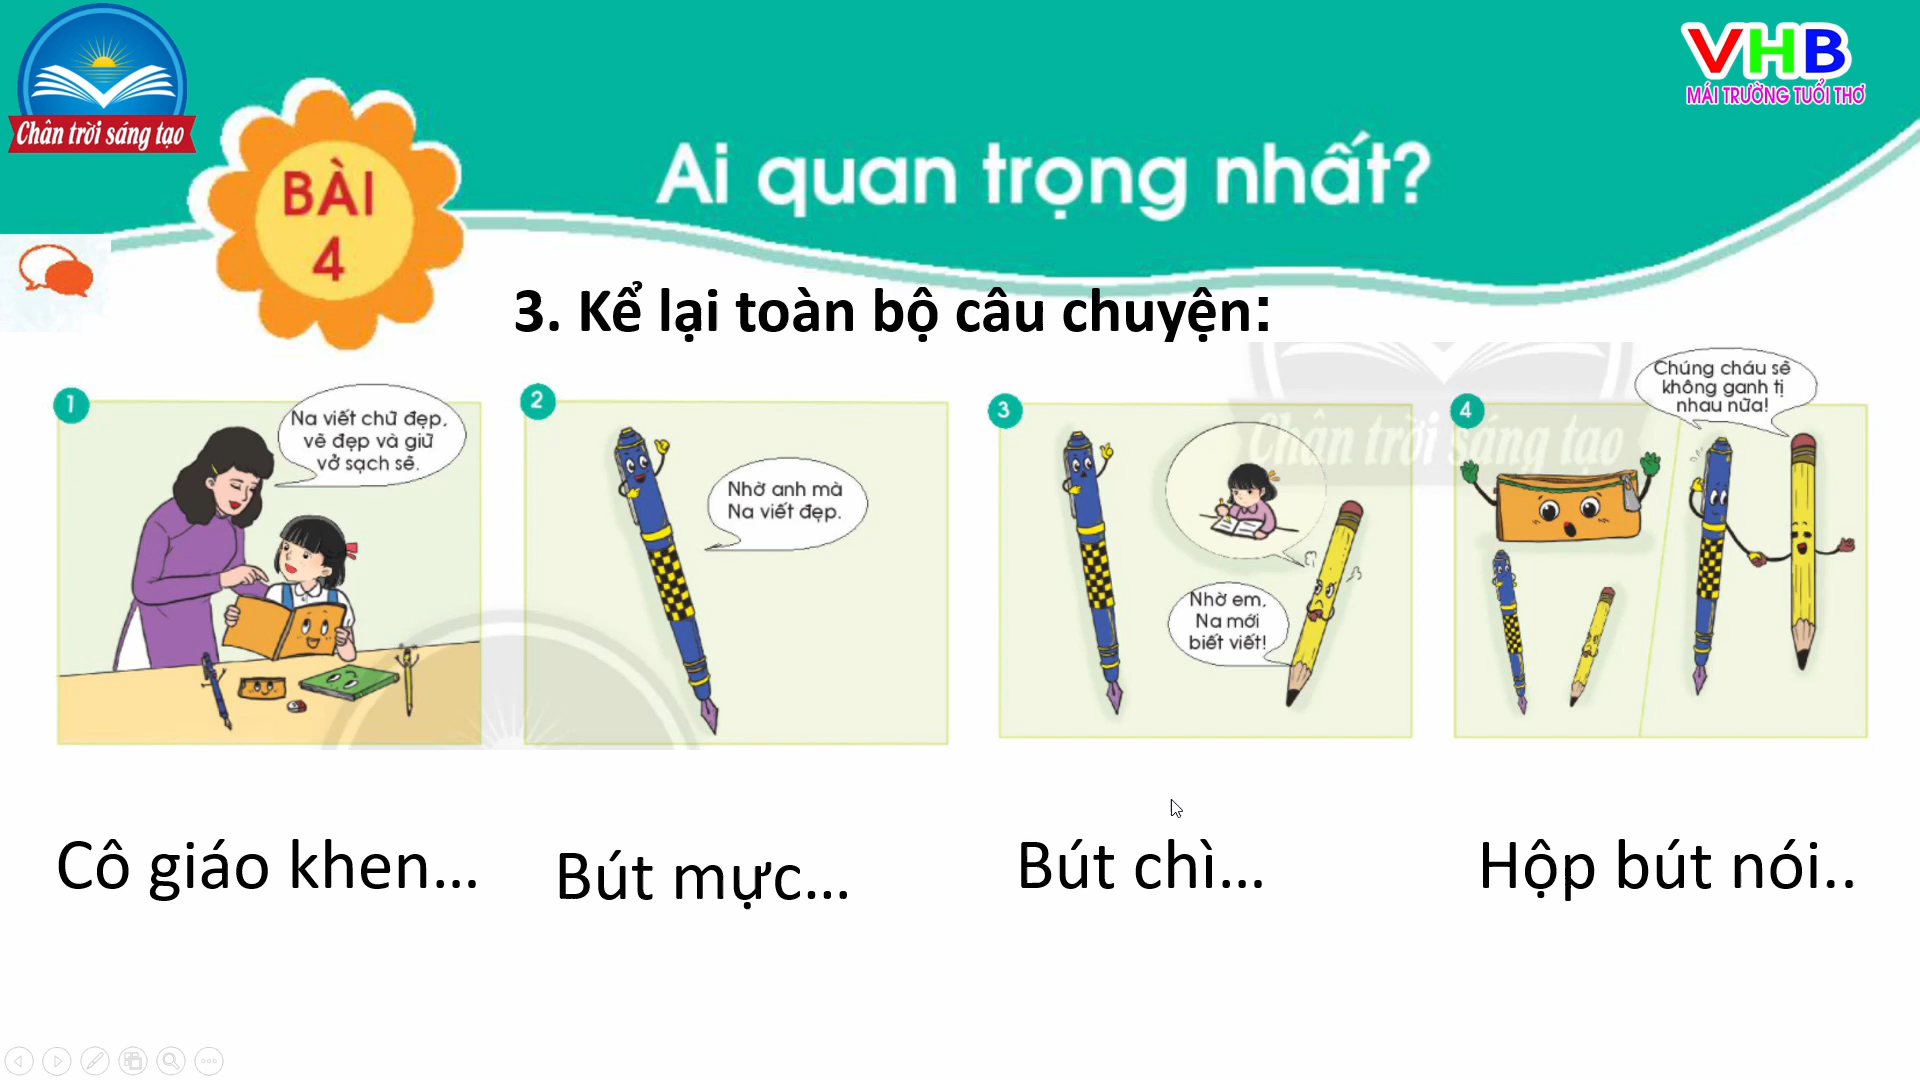 Chân trời sáng tạo
VHB
MÁI TRƯỜNG TUỔI THƠ
BÀI
4
Ai quan trọng nhất?
3. Kể lại toàn bộ câu chuyện:
1
Na viết chữ đẹp,
vẽ đẹp và giữ
vở sạch sẽ.
2
Nhờ anh mà
Na viết đẹp.
3
Nhờ em,
Na mới
biết viết!
4
Chúng cháu sẽ
không ganh tị
nhau nữa!
Chân trời sáng tạo
Cô giáo khen...
Bút mực...
Bút chì...
Hộp bút nói..